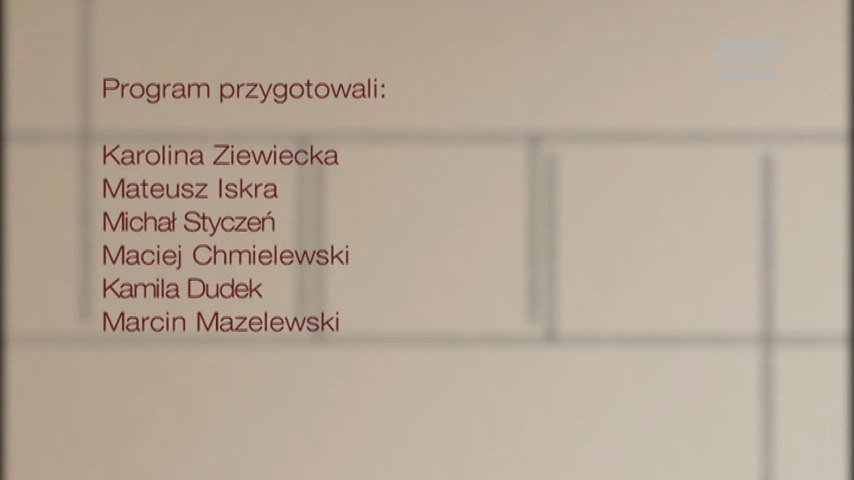 Program przygotowali:
Karolina Ziewiecka
Mateusz Iskra
Michał Styczeń
Maciej Chmielewski
Kamila Dudek
Marcin Mazelewski